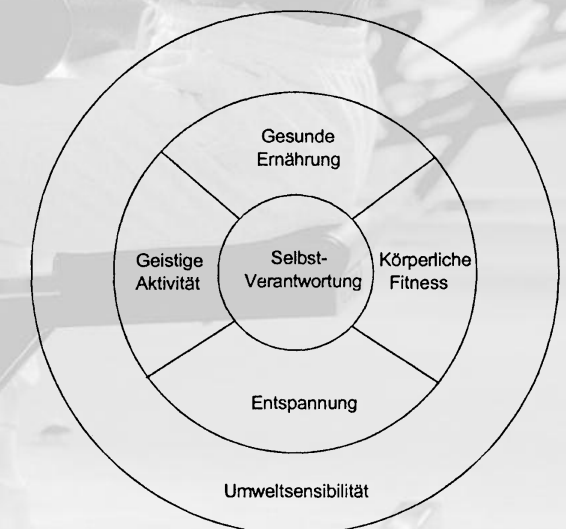 Gesunde
Ernährung
Geistige
Aktivität
Selbst-
Verantwortung
Körperliche
Fitness
Entspannung
Umweltsensibilität